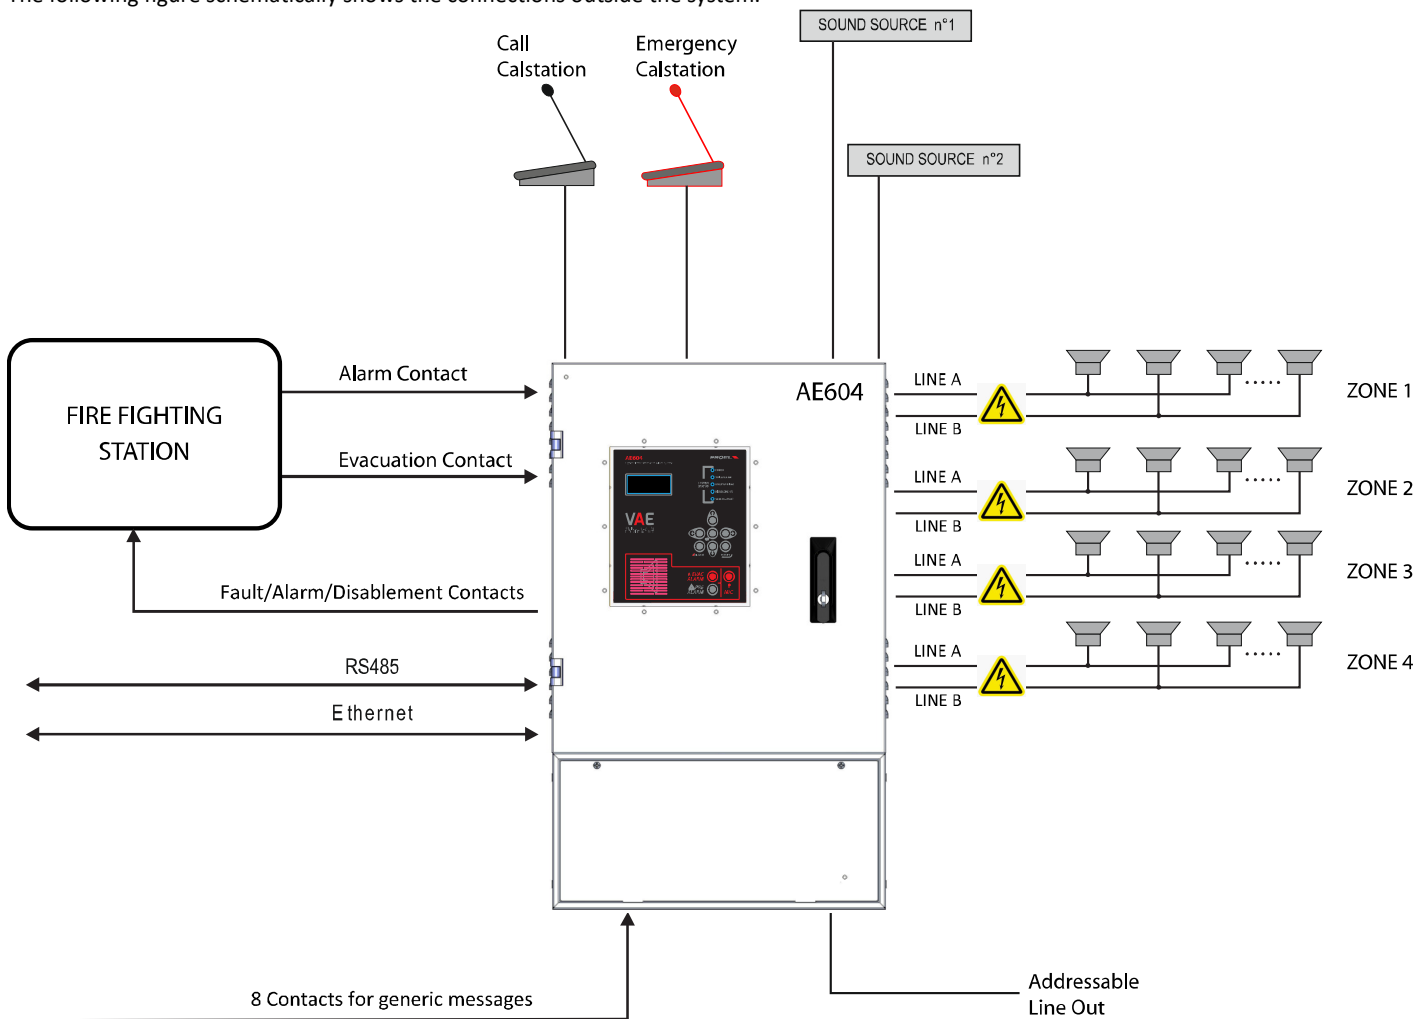 The following figure schematically shows the connections outside the system.
SOUND SOURCE n°1
Call
Calstation
Emergency
Calstation
SOUND SOURCE n°2
FIRE FIGHTING
STATION
Alarm Contact
Evacuation Contact
Fault/Alarm/Disablement Contacts
RS485
Ethernet
AE604
AE604
VAE
LINE A
LINE B
ZONE 1
LINE A
LINE B
ZONE 2
LINE A
LINE B
ZONE 3
LINE A
LINE B
ZONE 4
8 Contacts for generic messages
Addressable
Line Out